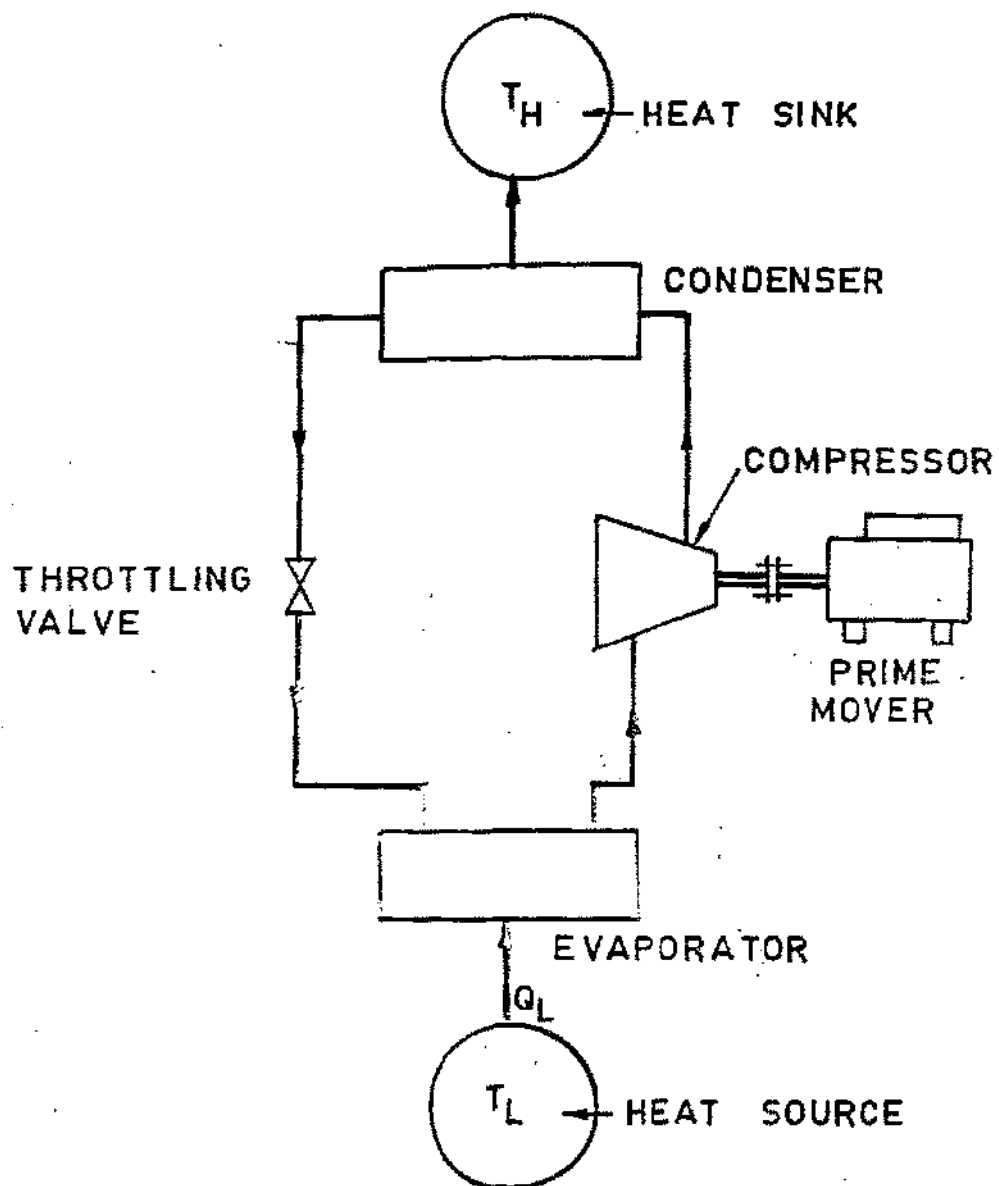 T_H
HEAT SINK
CONDENSER
COMPRESSOR
THROTTLING
VALVE
PRIME
MOVER
EVAPORATOR
Q_L
T_L
HEAT SOURCE